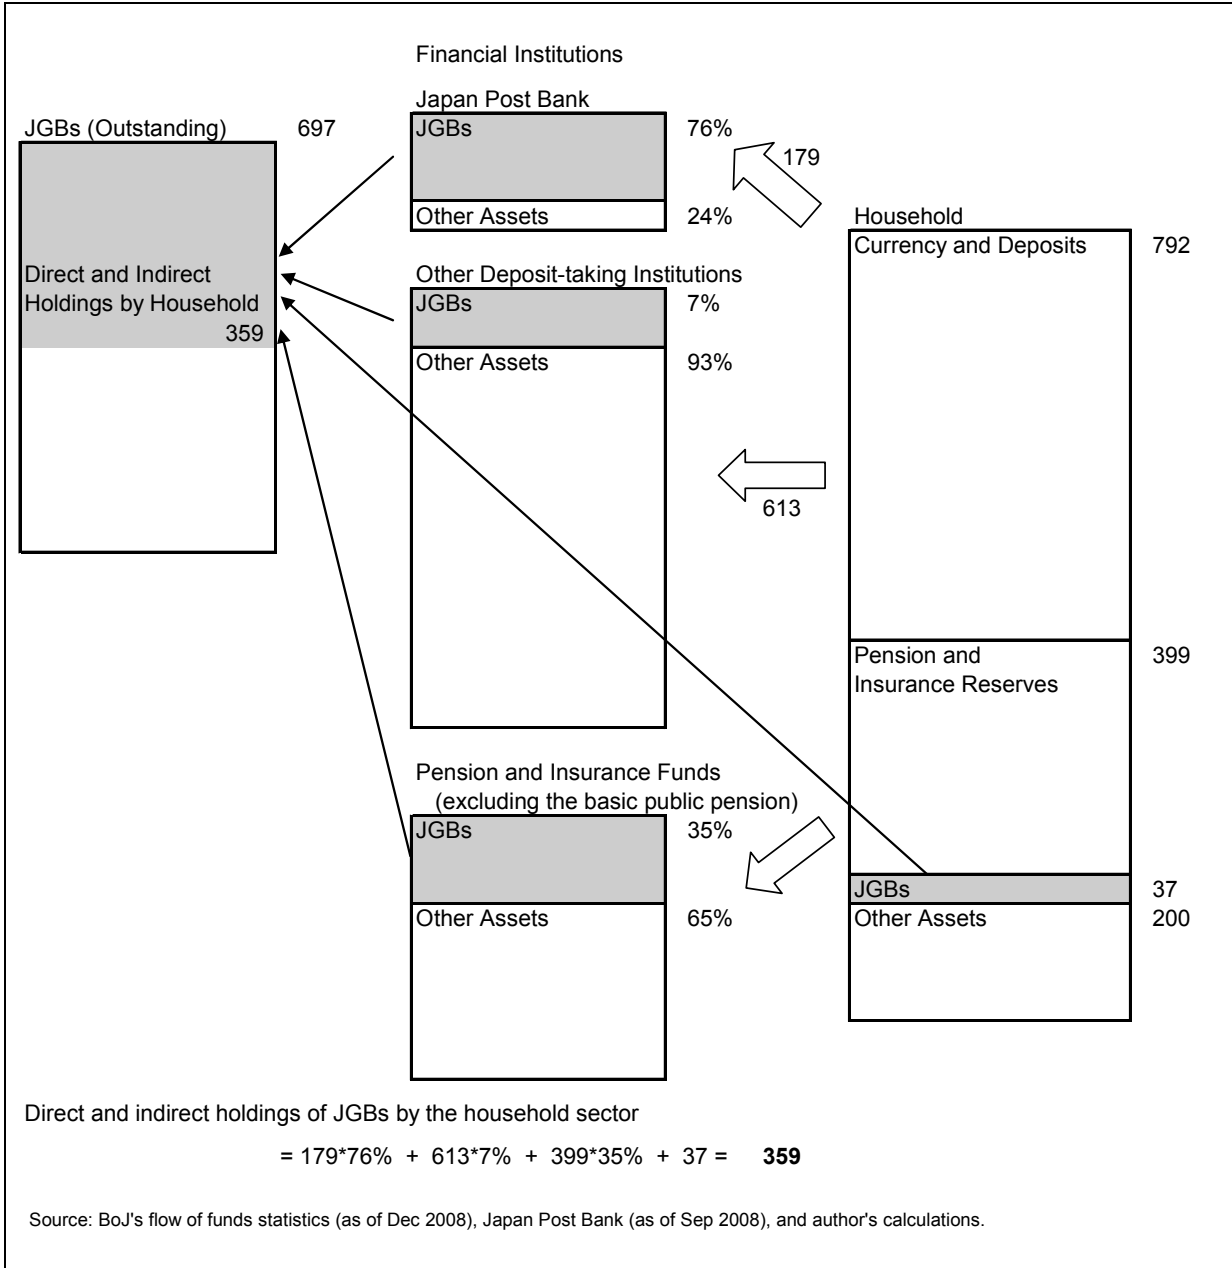 Financial Institutions
Japan Post Bank
JGBs (Outstanding) 697
JGBs 76%
179
Other Assets 24%
Household
Currency and Deposits 792
Direct and Indirect
Holdings by Household
359
Other Deposit-taking Institutions
JGBs 7%
Other Assets 93%
613
Pension and
Insurance Reserves
399
Pension and Insurance Funds
(excluding the basic public pension)
JGBs 35%
Other Assets 65%
JGBs 37
Other Assets 200
Direct and indirect holdings of JGBs by the household sector
= 179*76% + 613*7% + 399*35% + 37 = 359
Source: BoJ's flow of funds statistics (as of Dec 2008), Japan Post Bank (as of Sep 2008), and author's calculations.